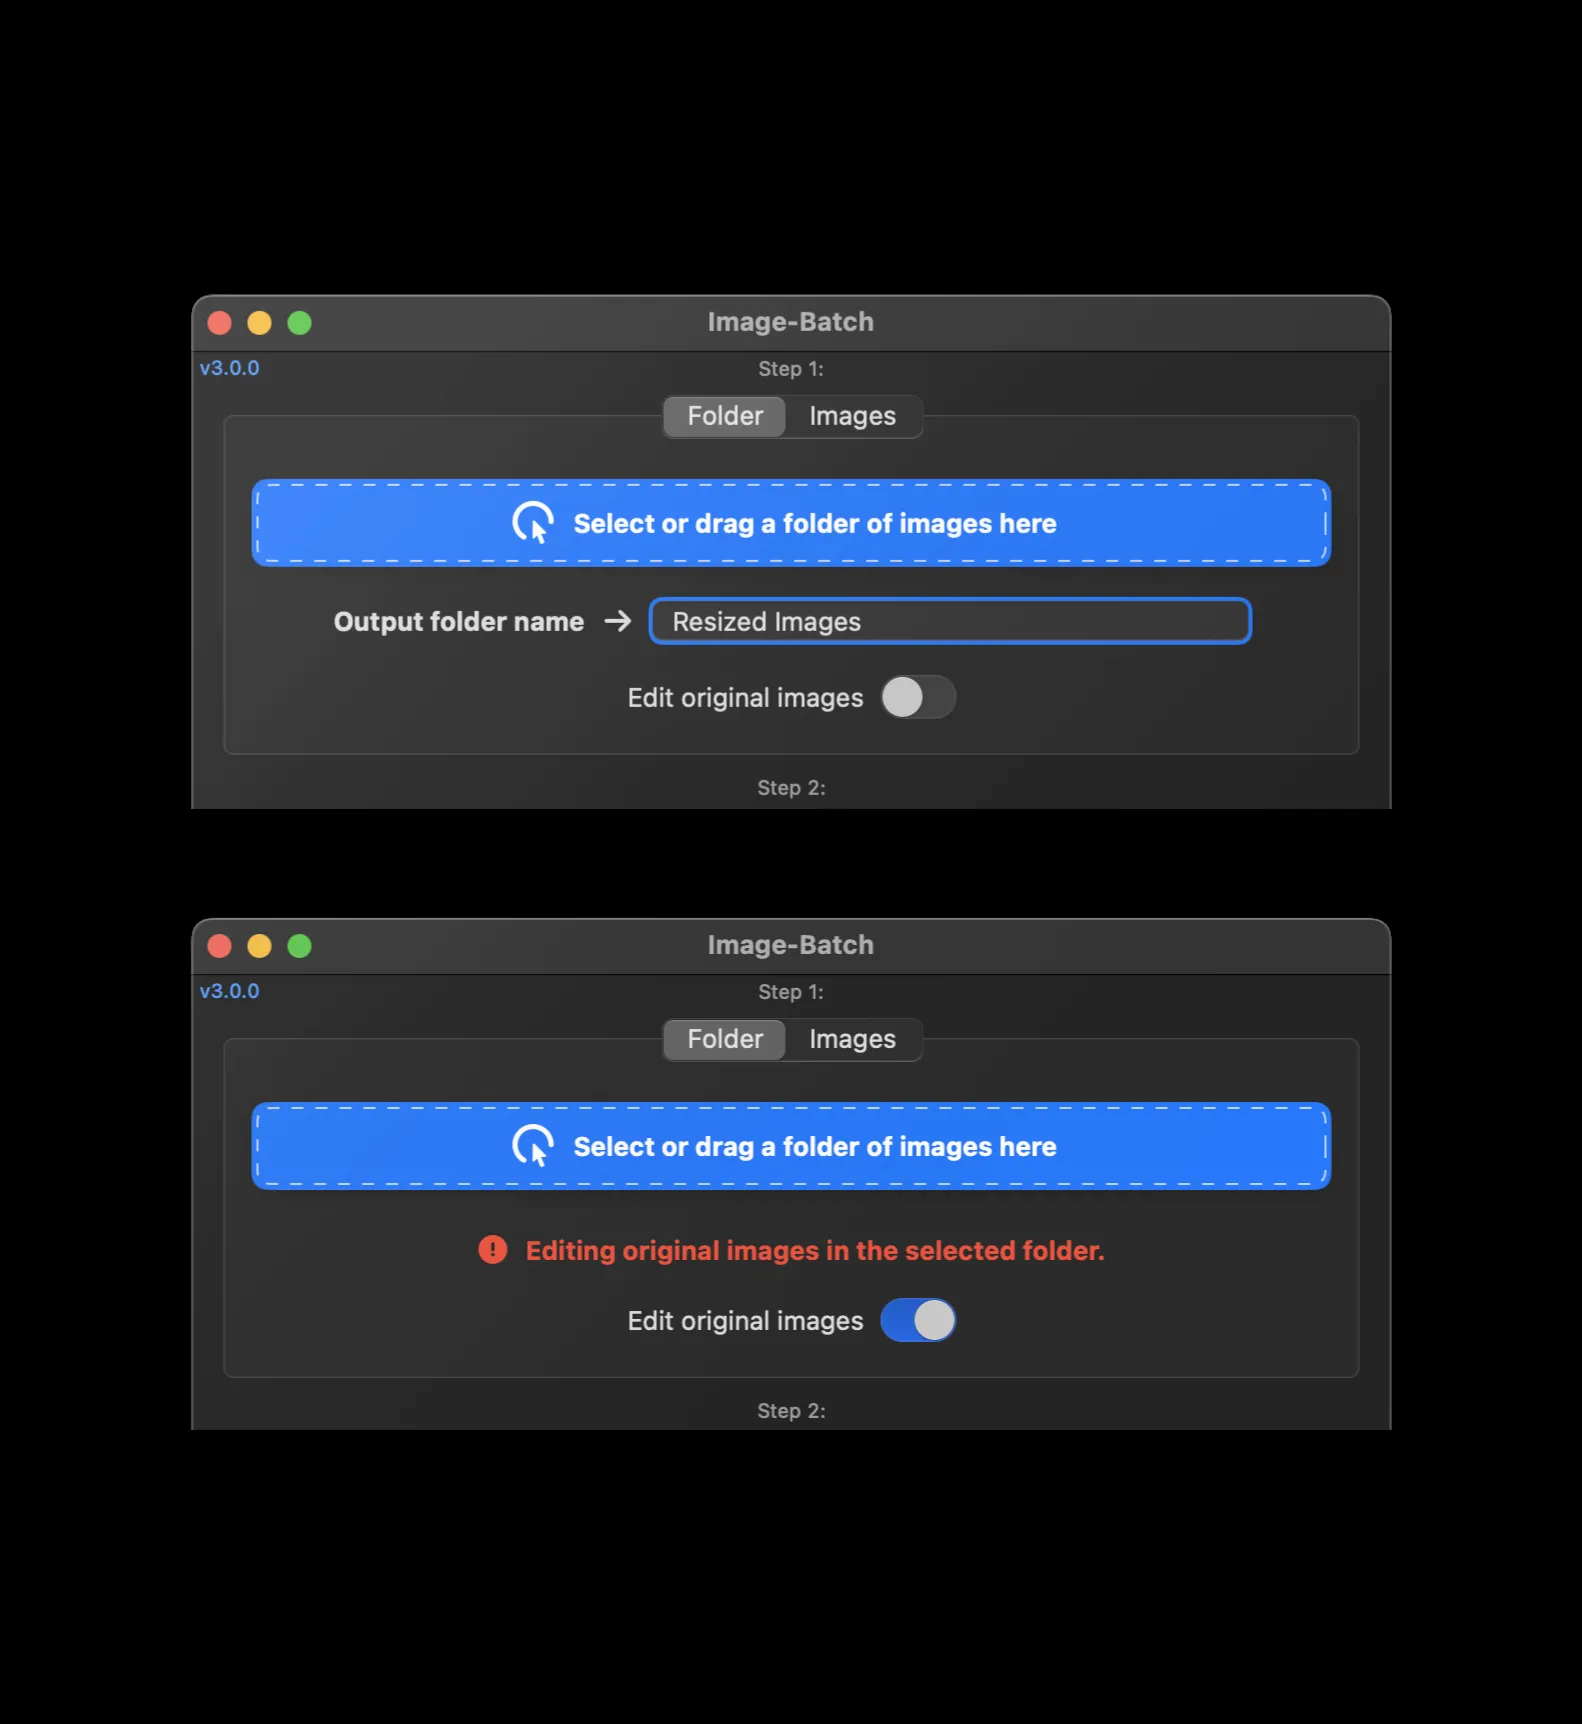 Image-Batch
v3.0.0
Step 1:
Folder Images
Select or drag a folder of images here
Output folder name → Resized Images
Edit original images
Step 2:
Image-Batch
v3.0.0
Step 1:
Folder Images
Select or drag a folder of images here
! Editing original images in the selected folder.
Edit original images
Step 2: